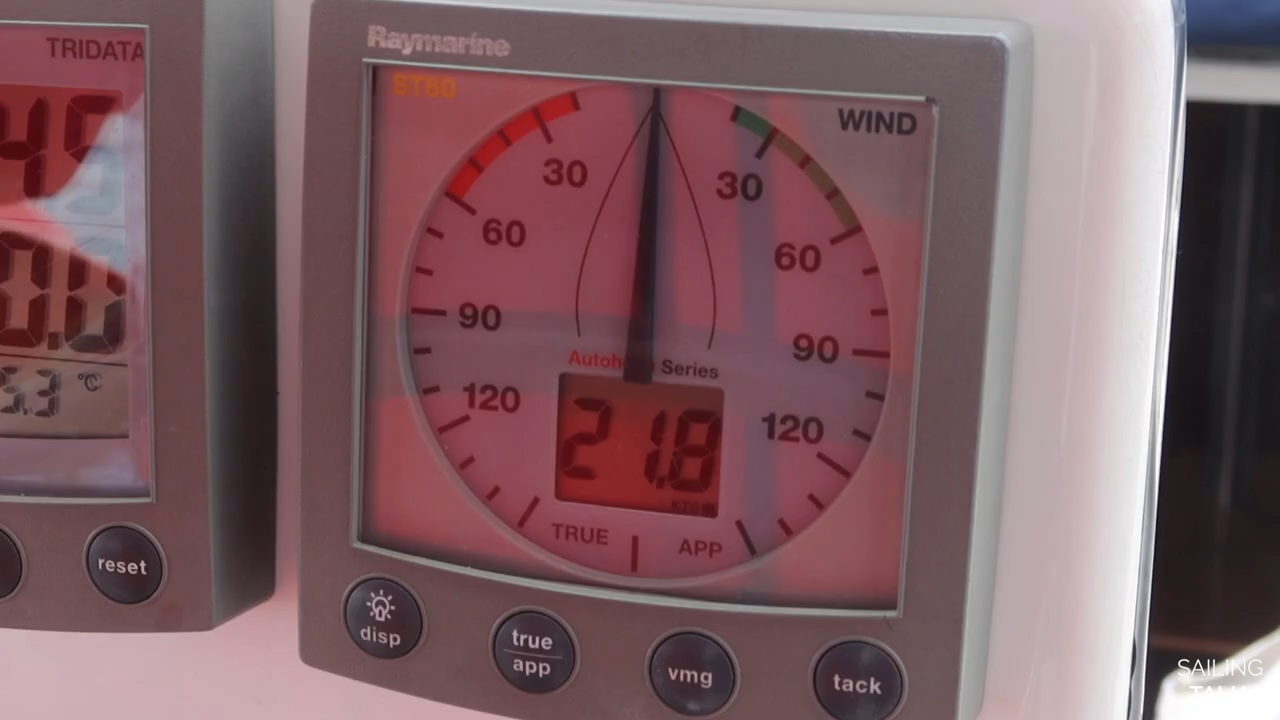 TRIDATA
°C
reset
Raymarine
ST60
WIND
30
30
60
60
90
90
Series
120
120
21.8
KTS
TRUE
APP
disp
true
app
vmg
tack
SAILING